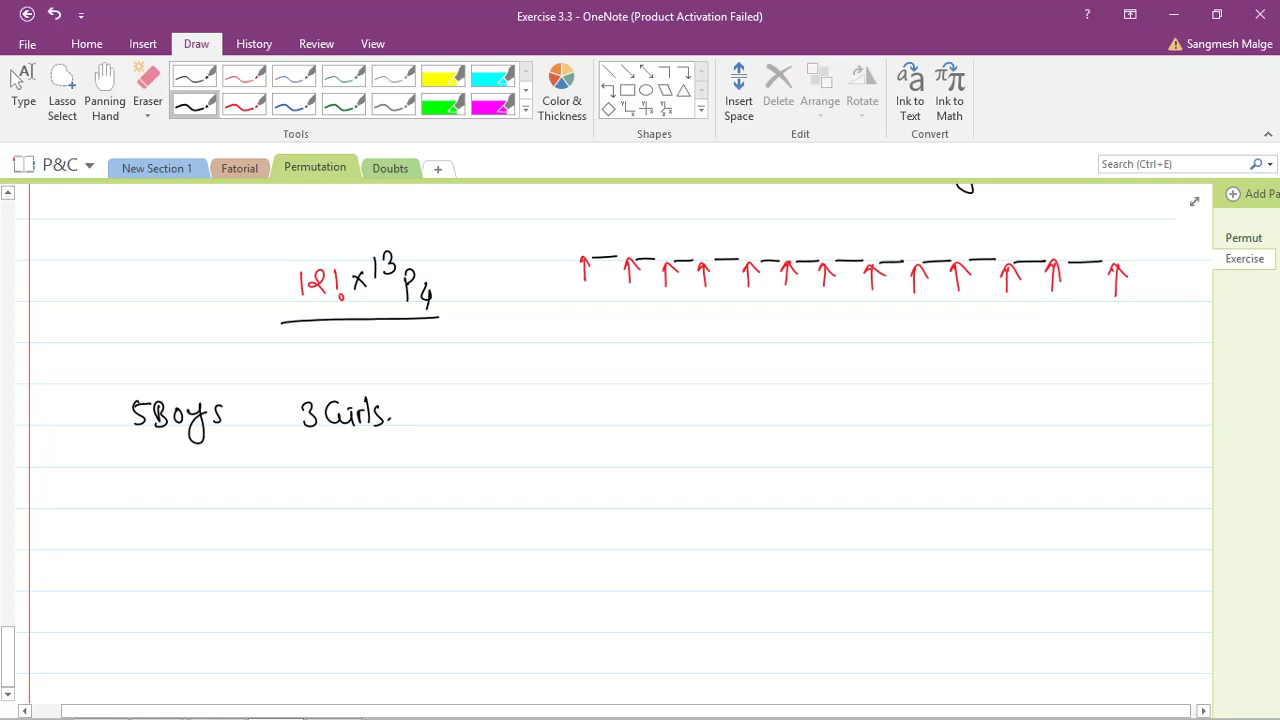 Exercise 3.3 - OneNote (Product Activation Failed)
File Home Insert Draw History Review View Sangmesh Malge
Type Lasso Select Panning Hand Eraser Color & Thickness Insert Space Delete Arrange Rotate Ink to Text Ink to Math
Tools Shapes Edit Convert
P&C New Section 1 Fatorial Permutation Doubts Search (Ctrl+E)
Add Pa
Permut
Exercise
12! × ¹³P₄
5Boys 3Girls.